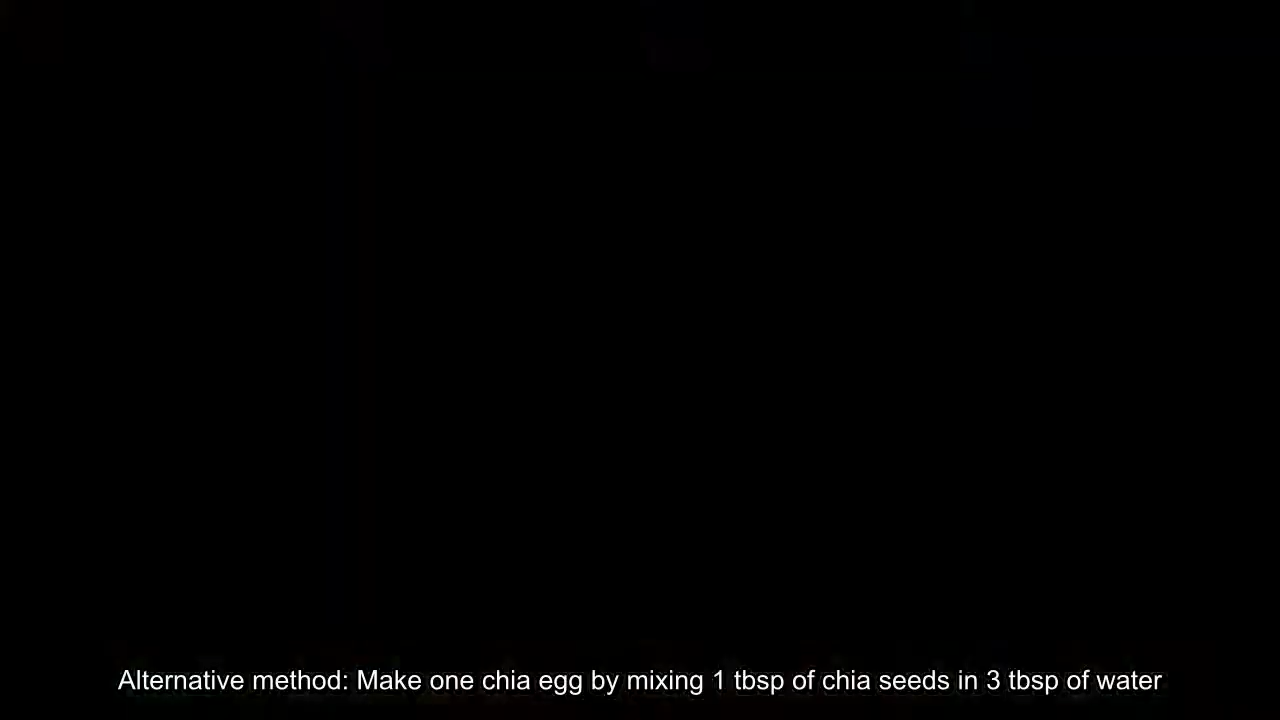 Alternative method: Make one chia egg by mixing 1 tbsp of chia seeds in 3 tbsp of water